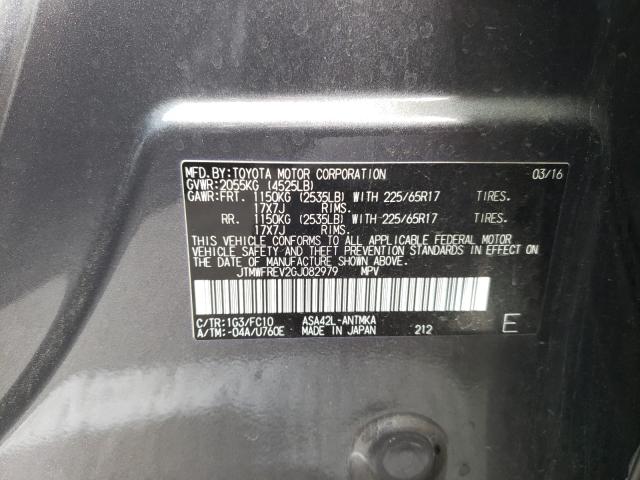 MFD.BY:TOYOTA MOTOR CORPORATION 03/16
GVWR:2055KG (4525LB)
GAWR:FRT. 1150KG (2535LB) WITH 225/65R17 TIRES.
17X7J RIMS.
RR. 1150KG (2535LB) WITH 225/65R17 TIRES.
17X7J RIMS.
THIS VEHICLE CONFORMS TO ALL APPLICABLE FEDERAL MOTOR
VEHICLE SAFETY AND THEFT PREVENTION STANDARDS IN EFFECT ON
THE DATE OF MANUFACTURE SHOWN ABOVE.
JTMWFREV2GJ082979 MPV
C/TR:1G3/FC10 ASA42L-ANTMKA
A/TM:-04A/U760E MADE IN JAPAN 212 E